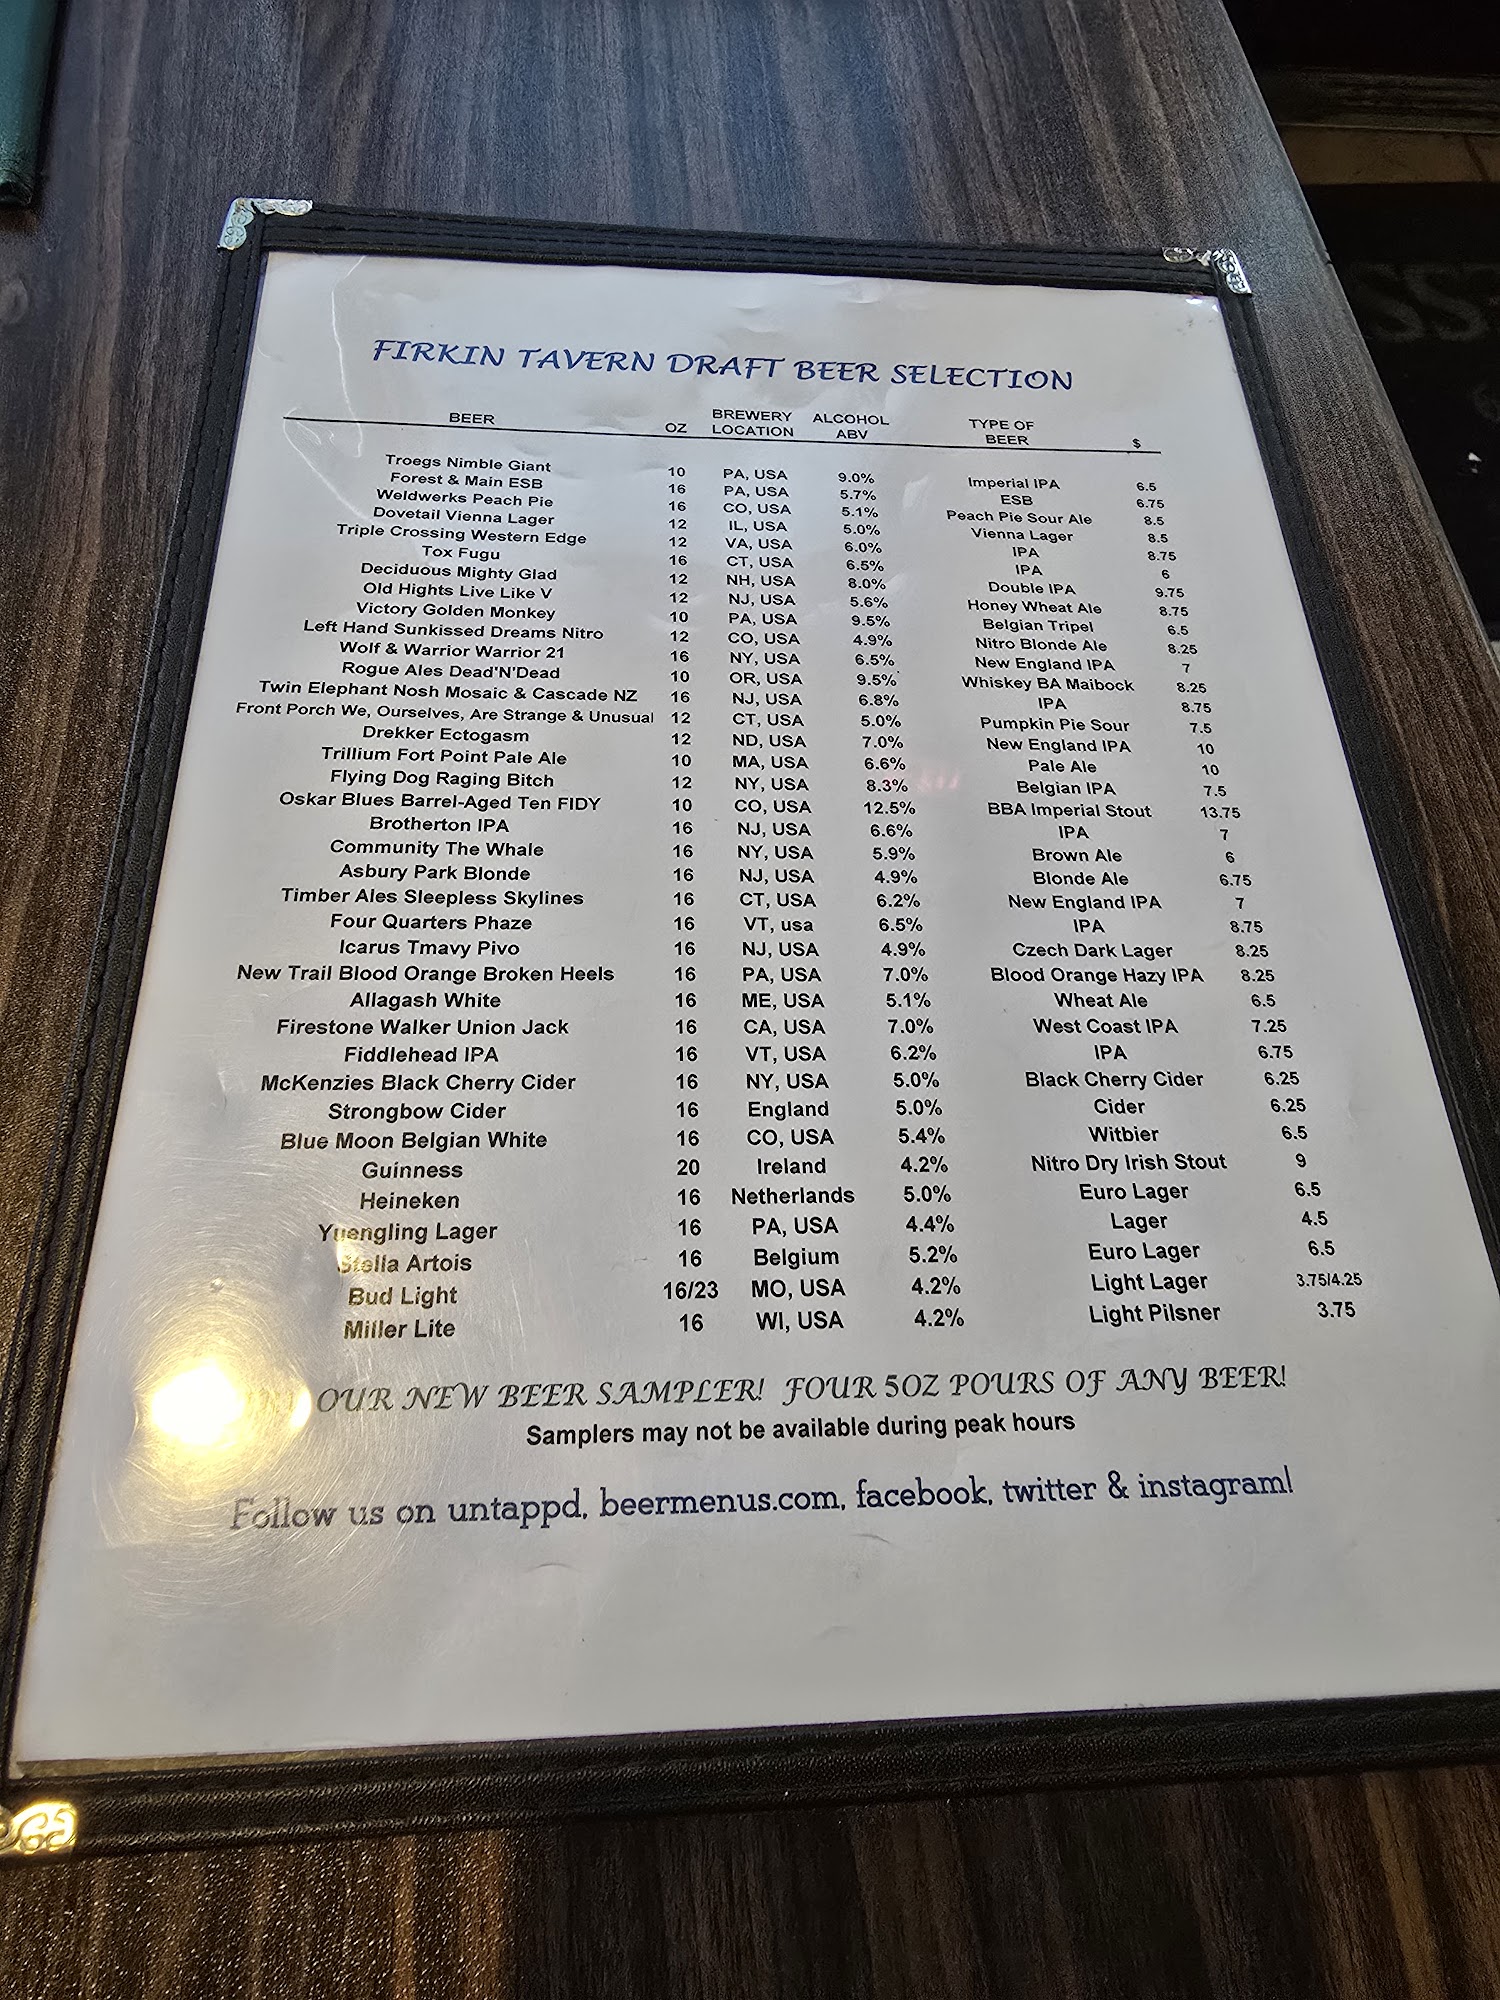 FIRKIN TAVERN DRAFT BEER SELECTION
BEER OZ BREWERY LOCATION ALCOHOL ABV TYPE OF BEER $
Troegs Nimble Giant 10 PA, USA 9.0% Imperial IPA 6.5
Forest & Main ESB 16 PA, USA 5.7% ESB 6.75
Weldwerks Peach Pie 16 CO, USA 5.1% Peach Pie Sour Ale 8.5
Dovetail Vienna Lager 12 IL, USA 5.0% Vienna Lager 8.5
Triple Crossing Western Edge 12 VA, USA 6.0% IPA 8.75
Tox Fugu 16 CT, USA 6.5% IPA 6
Deciduous Mighty Glad 12 NH, USA 8.0% Double IPA 9.75
Old Hights Live Like V 12 NJ, USA 5.6% Honey Wheat Ale 8.75
Victory Golden Monkey 10 PA, USA 9.5% Belgian Tripel 6.5
Left Hand Sunkissed Dreams Nitro 12 CO, USA 4.9% Nitro Blonde Ale 8.25
Wolf & Warrior Warrior 21 16 NY, USA 6.5% New England IPA 7
Rogue Ales Dead'N'Dead 10 OR, USA 9.5% Whiskey BA Maibock 8.25
Twin Elephant Nosh Mosaic & Cascade NZ 16 NJ, USA 6.8% IPA 8.75
Front Porch We, Ourselves, Are Strange & Unusual 12 CT, USA 5.0% Pumpkin Pie Sour 7.5
Drekker Ectogasm 12 ND, USA 7.0% New England IPA 10
Trillium Fort Point Pale Ale 10 MA, USA 6.6% Pale Ale 10
Flying Dog Raging Bitch 12 NY, USA 8.3% Belgian IPA 7.5
Oskar Blues Barrel-Aged Ten FIDY 10 CO, USA 12.5% BBA Imperial Stout 13.75
Brotherton IPA 16 NJ, USA 6.6% IPA 7
Community The Whale 16 NY, USA 5.9% Brown Ale 6
Asbury Park Blonde 16 NJ, USA 4.9% Blonde Ale 6.75
Timber Ales Sleepless Skylines 16 CT, USA 6.2% New England IPA 7
Four Quarters Phaze 16 VT, usa 6.5% IPA 8.75
Icarus Tmavy Pivo 16 NJ, USA 4.9% Czech Dark Lager 8.25
New Trail Blood Orange Broken Heels 16 PA, USA 7.0% Blood Orange Hazy IPA 8.25
Allagash White 16 ME, USA 5.1% Wheat Ale 6.5
Firestone Walker Union Jack 16 CA, USA 7.0% West Coast IPA 7.25
Fiddlehead IPA 16 VT, USA 6.2% IPA 6.75
McKenzies Black Cherry Cider 16 NY, USA 5.0% Black Cherry Cider 6.25
Strongbow Cider 16 England 5.0% Cider 6.25
Blue Moon Belgian White 16 CO, USA 5.4% Witbier 6.5
Guinness 20 Ireland 4.2% Nitro Dry Irish Stout 9
Heineken 16 Netherlands 5.0% Euro Lager 6.5
Yuengling Lager 16 PA, USA 4.4% Lager 4.5
Stella Artois 16 Belgium 5.2% Euro Lager 6.5
Bud Light 16/23 MO, USA 4.2% Light Lager 3.75/4.25
Miller Lite 16 WI, USA 4.2% Light Pilsner 3.75
OUR NEW BEER SAMPLER! FOUR 5OZ POURS OF ANY BEER!
Samplers may not be available during peak hours
Follow us on untappd, beermenus.com, facebook, twitter & instagram!